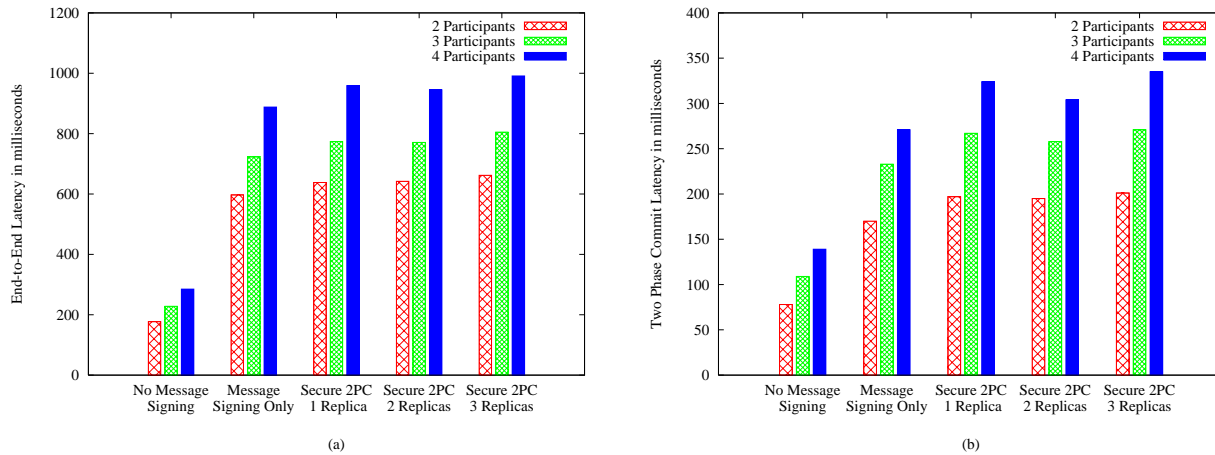 1200
1000
800
600
400
200
0
End-to-End Latency in milliseconds
2 Participants
3 Participants
4 Participants
No Message
Signing
Message
Signing Only
Secure 2PC
1 Replica
Secure 2PC
2 Replicas
Secure 2PC
3 Replicas
(a)
400
350
300
250
200
150
100
50
0
Two Phase Commit Latency in milliseconds
2 Participants
3 Participants
4 Participants
No Message
Signing
Message
Signing Only
Secure 2PC
1 Replica
Secure 2PC
2 Replicas
Secure 2PC
3 Replicas
(b)